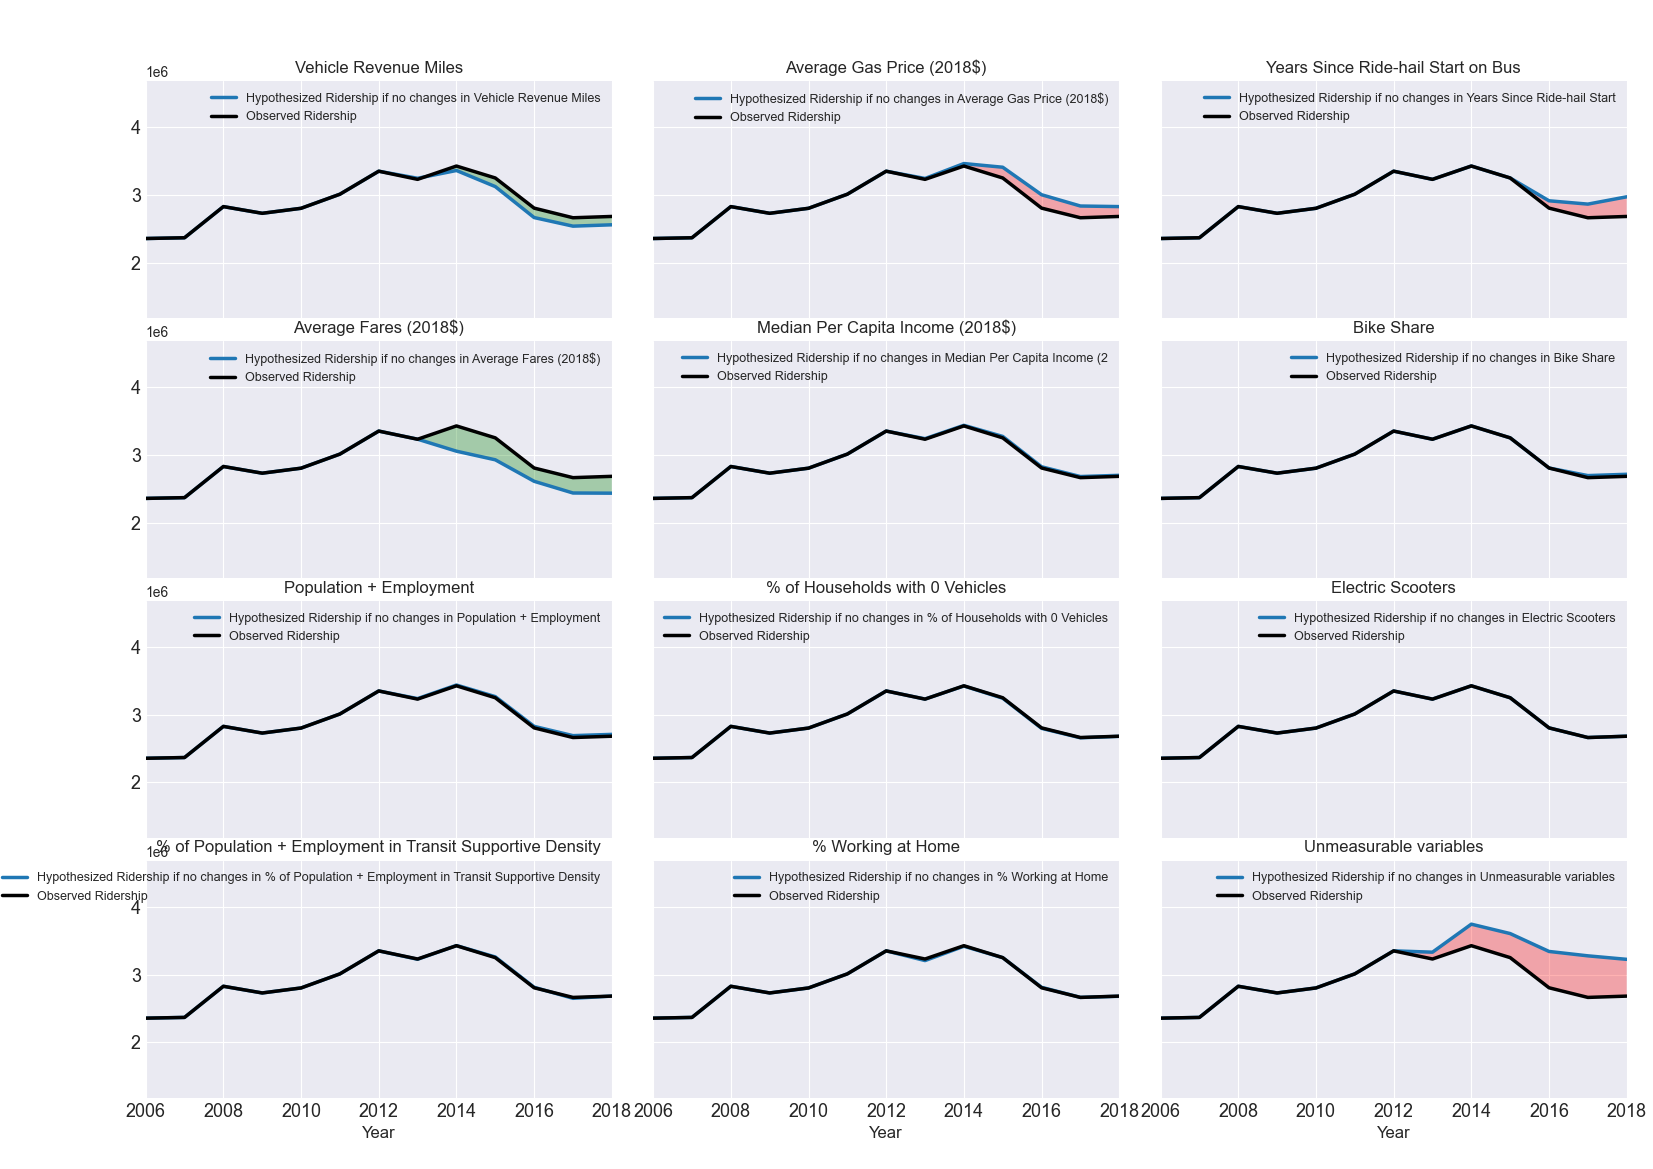 Vehicle Revenue Miles
1e6
Hypothesized Ridership if no changes in Vehicle Revenue Miles
Observed Ridership
4
3
2
Average Gas Price (2018$)
Hypothesized Ridership if no changes in Average Gas Price (2018$)
Observed Ridership
Years Since Ride-hail Start on Bus
Hypothesized Ridership if no changes in Years Since Ride-hail Start
Observed Ridership
Average Fares (2018$)
1e6
Hypothesized Ridership if no changes in Average Fares (2018$)
Observed Ridership
4
3
2
Median Per Capita Income (2018$)
Hypothesized Ridership if no changes in Median Per Capita Income (2
Observed Ridership
Bike Share
Hypothesized Ridership if no changes in Bike Share
Observed Ridership
Population + Employment
1e6
Hypothesized Ridership if no changes in Population + Employment
Observed Ridership
4
3
2
% of Households with 0 Vehicles
Hypothesized Ridership if no changes in % of Households with 0 Vehicles
Observed Ridership
Electric Scooters
Hypothesized Ridership if no changes in Electric Scooters
Observed Ridership
% of Population + Employment in Transit Supportive Density
1e6
Hypothesized Ridership if no changes in % of Population + Employment in Transit Supportive Density
Observed Ridership
4
3
2
2006 2008 2010 2012 2014 2016 2018
Year
% Working at Home
Hypothesized Ridership if no changes in % Working at Home
Observed Ridership
2006 2008 2010 2012 2014 2016 2018
Year
Unmeasurable variables
Hypothesized Ridership if no changes in Unmeasurable variables
Observed Ridership
2006 2008 2010 2012 2014 2016 2018
Year